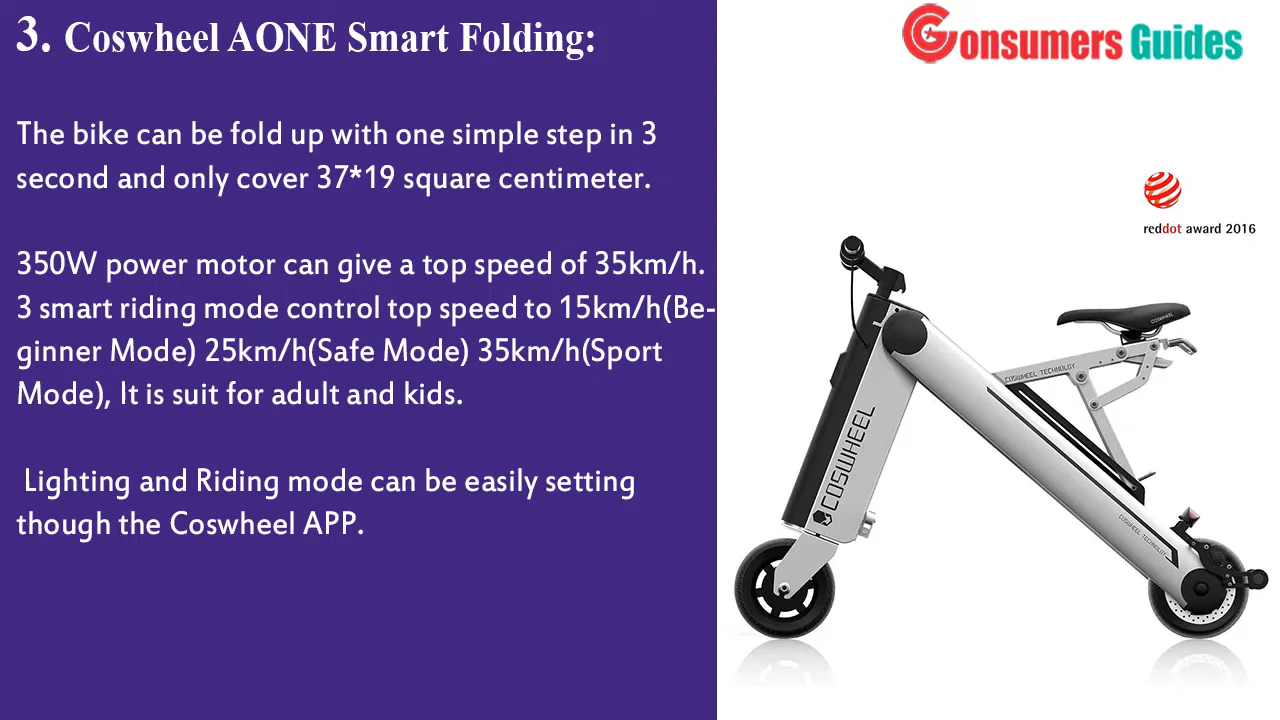 3. Coswheel AONE Smart Folding:
Consumers Guides
The bike can be fold up with one simple step in 3
second and only cover 37*19 square centimeter.
350W power motor can give a top speed of 35km/h.
3 smart riding mode control top speed to 15km/h(Be-
ginner Mode) 25km/h(Safe Mode) 35km/h(Sport
Mode), It is suit for adult and kids.
Lighting and Riding mode can be easily setting
though the Coswheel APP.
reddot award 2016
COSWHEEL
COSWHEEL TECHNOLGY
COSWHEEL
COSWHEEL TECHNOLGY